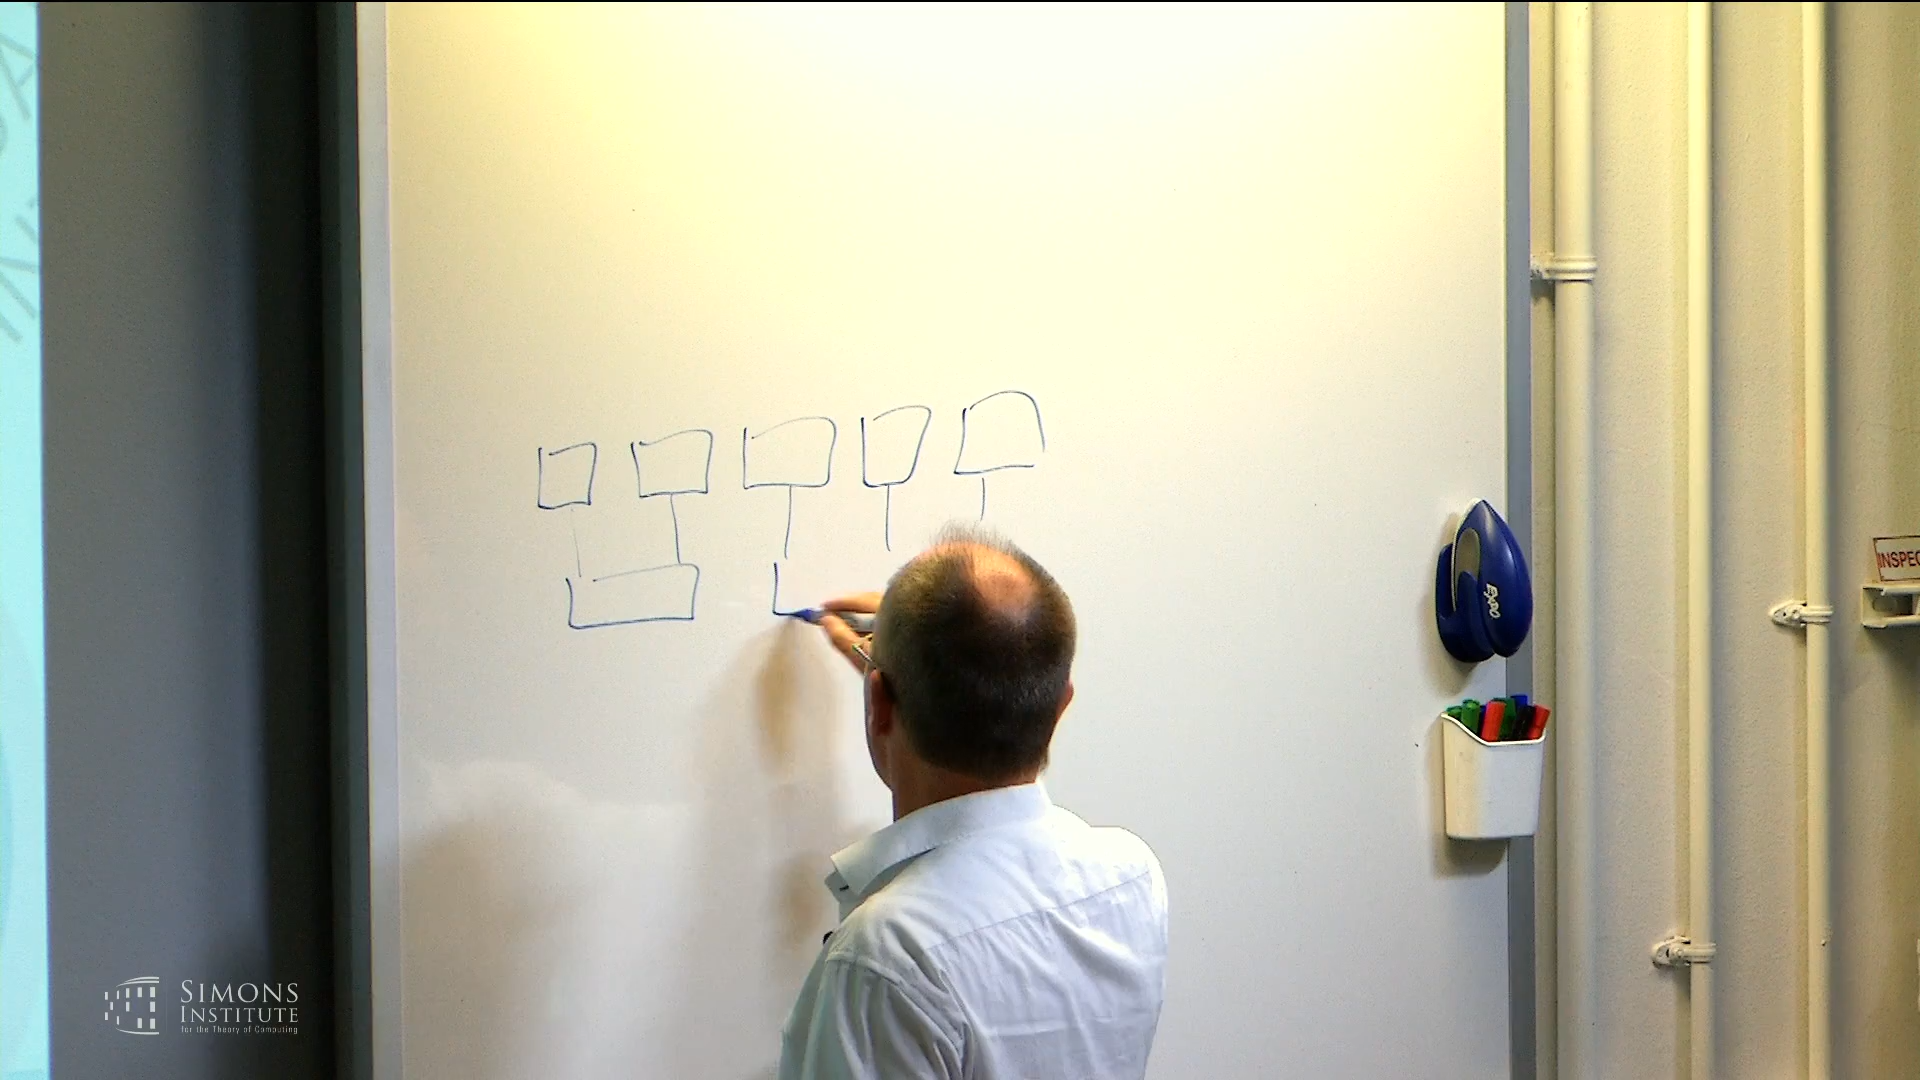 EXPO
INSPEC
SIMONS
INSTITUTE
for the Theory of Computing